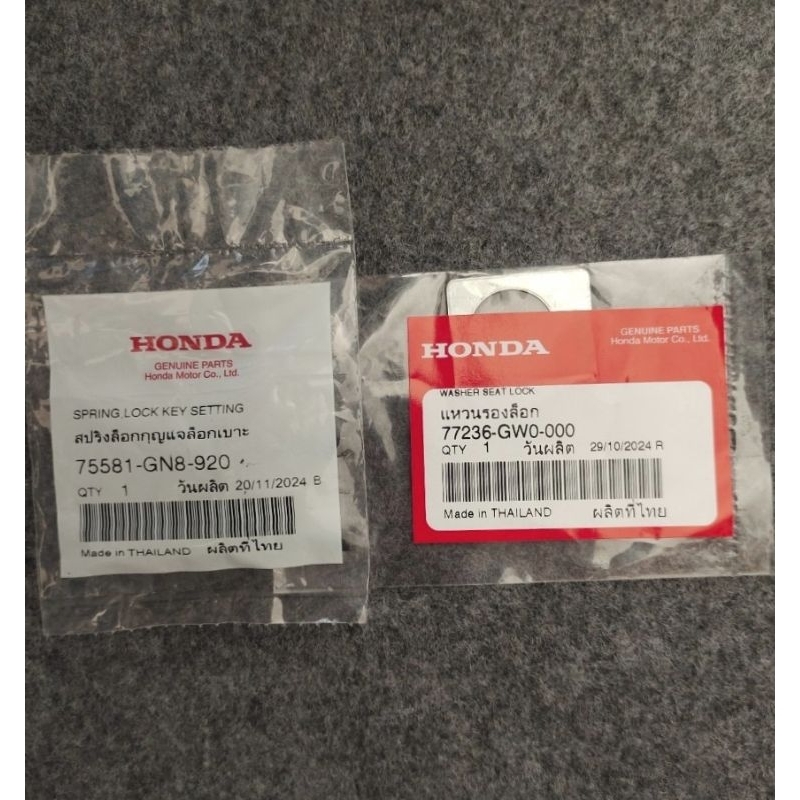 HONDA
GENUINE PARTS
Honda Motor Co., Ltd.
SPRING LOCK KEY SETTING
สปริงล็อกกุญแจล็อกเบาะ
75581-GN8-920
QTY 1 วันผลิต 20/11/2024 B
Made in THAILAND ผลิตที่ไทย
HONDA
GENUINE PARTS
Honda Motor Co., Ltd.
WASHER SEAT LOCK
แหวนรองล็อก
77236-GW0-000
QTY 1 วันผลิต 29/10/2024 R
Made in THAILAND ผลิตที่ไทย